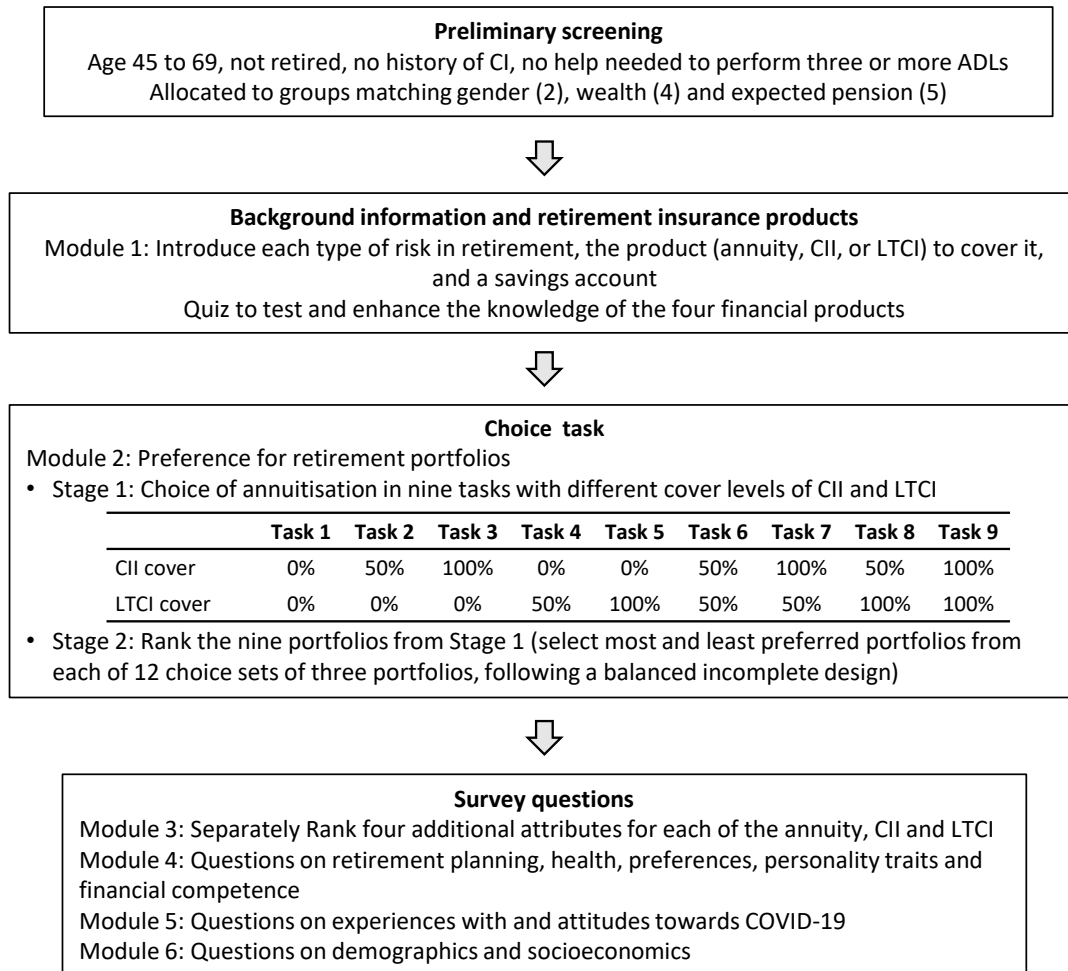 Preliminary screening
Age 45 to 69, not retired, no history of CI, no help needed to perform three or more ADLs
Allocated to groups matching gender (2), wealth (4) and expected pension (5)
Background information and retirement insurance products
Module 1: Introduce each type of risk in retirement, the product (annuity, CII, or LTCI) to cover it,
and a savings account
Quiz to test and enhance the knowledge of the four financial products
Choice task
Module 2: Preference for retirement portfolios
• Stage 1: Choice of annuitisation in nine tasks with different cover levels of CII and LTCI
Task 1 Task 2 Task 3 Task 4 Task 5 Task 6 Task 7 Task 8 Task 9
CII cover 0% 50% 100% 0% 0% 50% 100% 50% 100%
LTCI cover 0% 0% 0% 50% 100% 50% 50% 100% 100%
• Stage 2: Rank the nine portfolios from Stage 1 (select most and least preferred portfolios from
each of 12 choice sets of three portfolios, following a balanced incomplete design)
Survey questions
Module 3: Separately Rank four additional attributes for each of the annuity, CII and LTCI
Module 4: Questions on retirement planning, health, preferences, personality traits and
financial competence
Module 5: Questions on experiences with and attitudes towards COVID-19
Module 6: Questions on demographics and socioeconomics